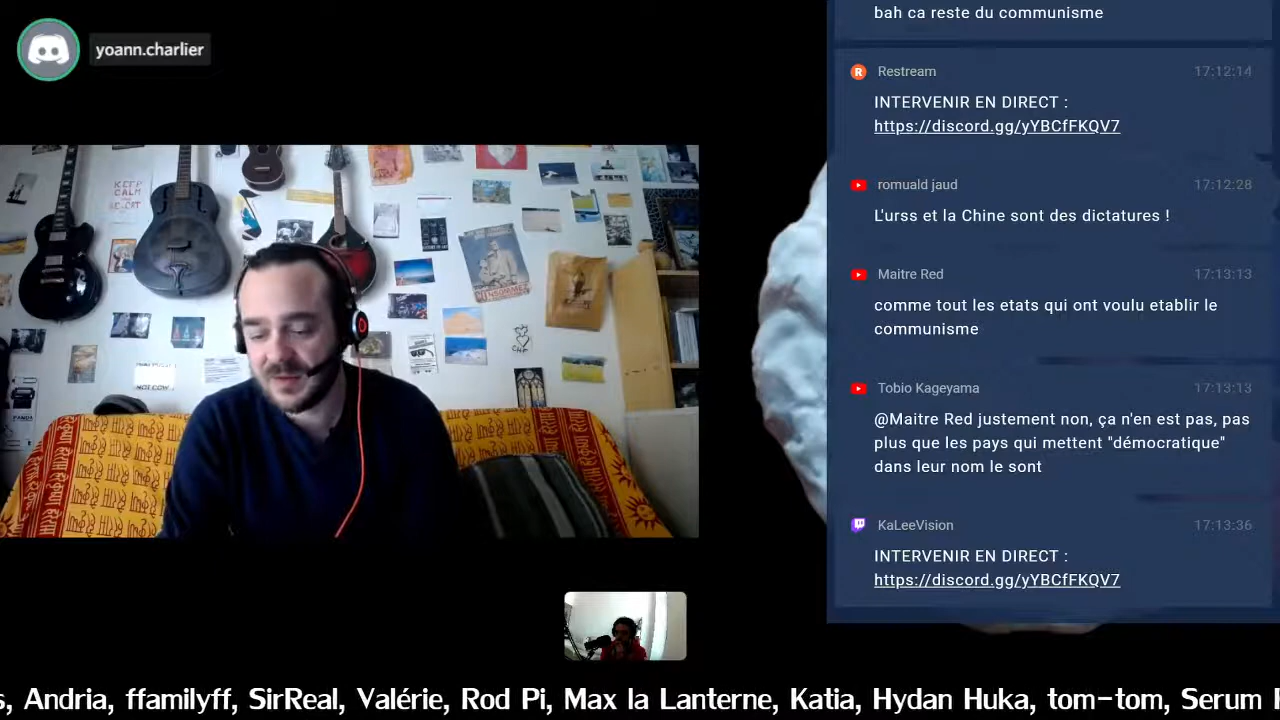 yoann.charlier
KEEP
CALM
bah ca reste du communisme
Restream 17:12:14
INTERVENIR EN DIRECT :
https://discord.gg/yYBCfFKQV7
romuald jaud 17:12:28
L'urss et la Chine sont des dictatures !
Maitre Red 17:13:13
comme tout les etats qui ont voulu etablir le
communisme
Tobio Kageyama 17:13:13
@Maitre Red justement non, ça n'en est pas, pas
plus que les pays qui mettent "démocratique"
dans leur nom le sont
KaLeeVision 17:13:36
INTERVENIR EN DIRECT :
https://discord.gg/yYBCfFKQV7
s, Andria, ffamilyff, SirReal, Valérie, Rod Pi, Max la Lanterne, Katia, Hydan Huka, tom-tom, Serum